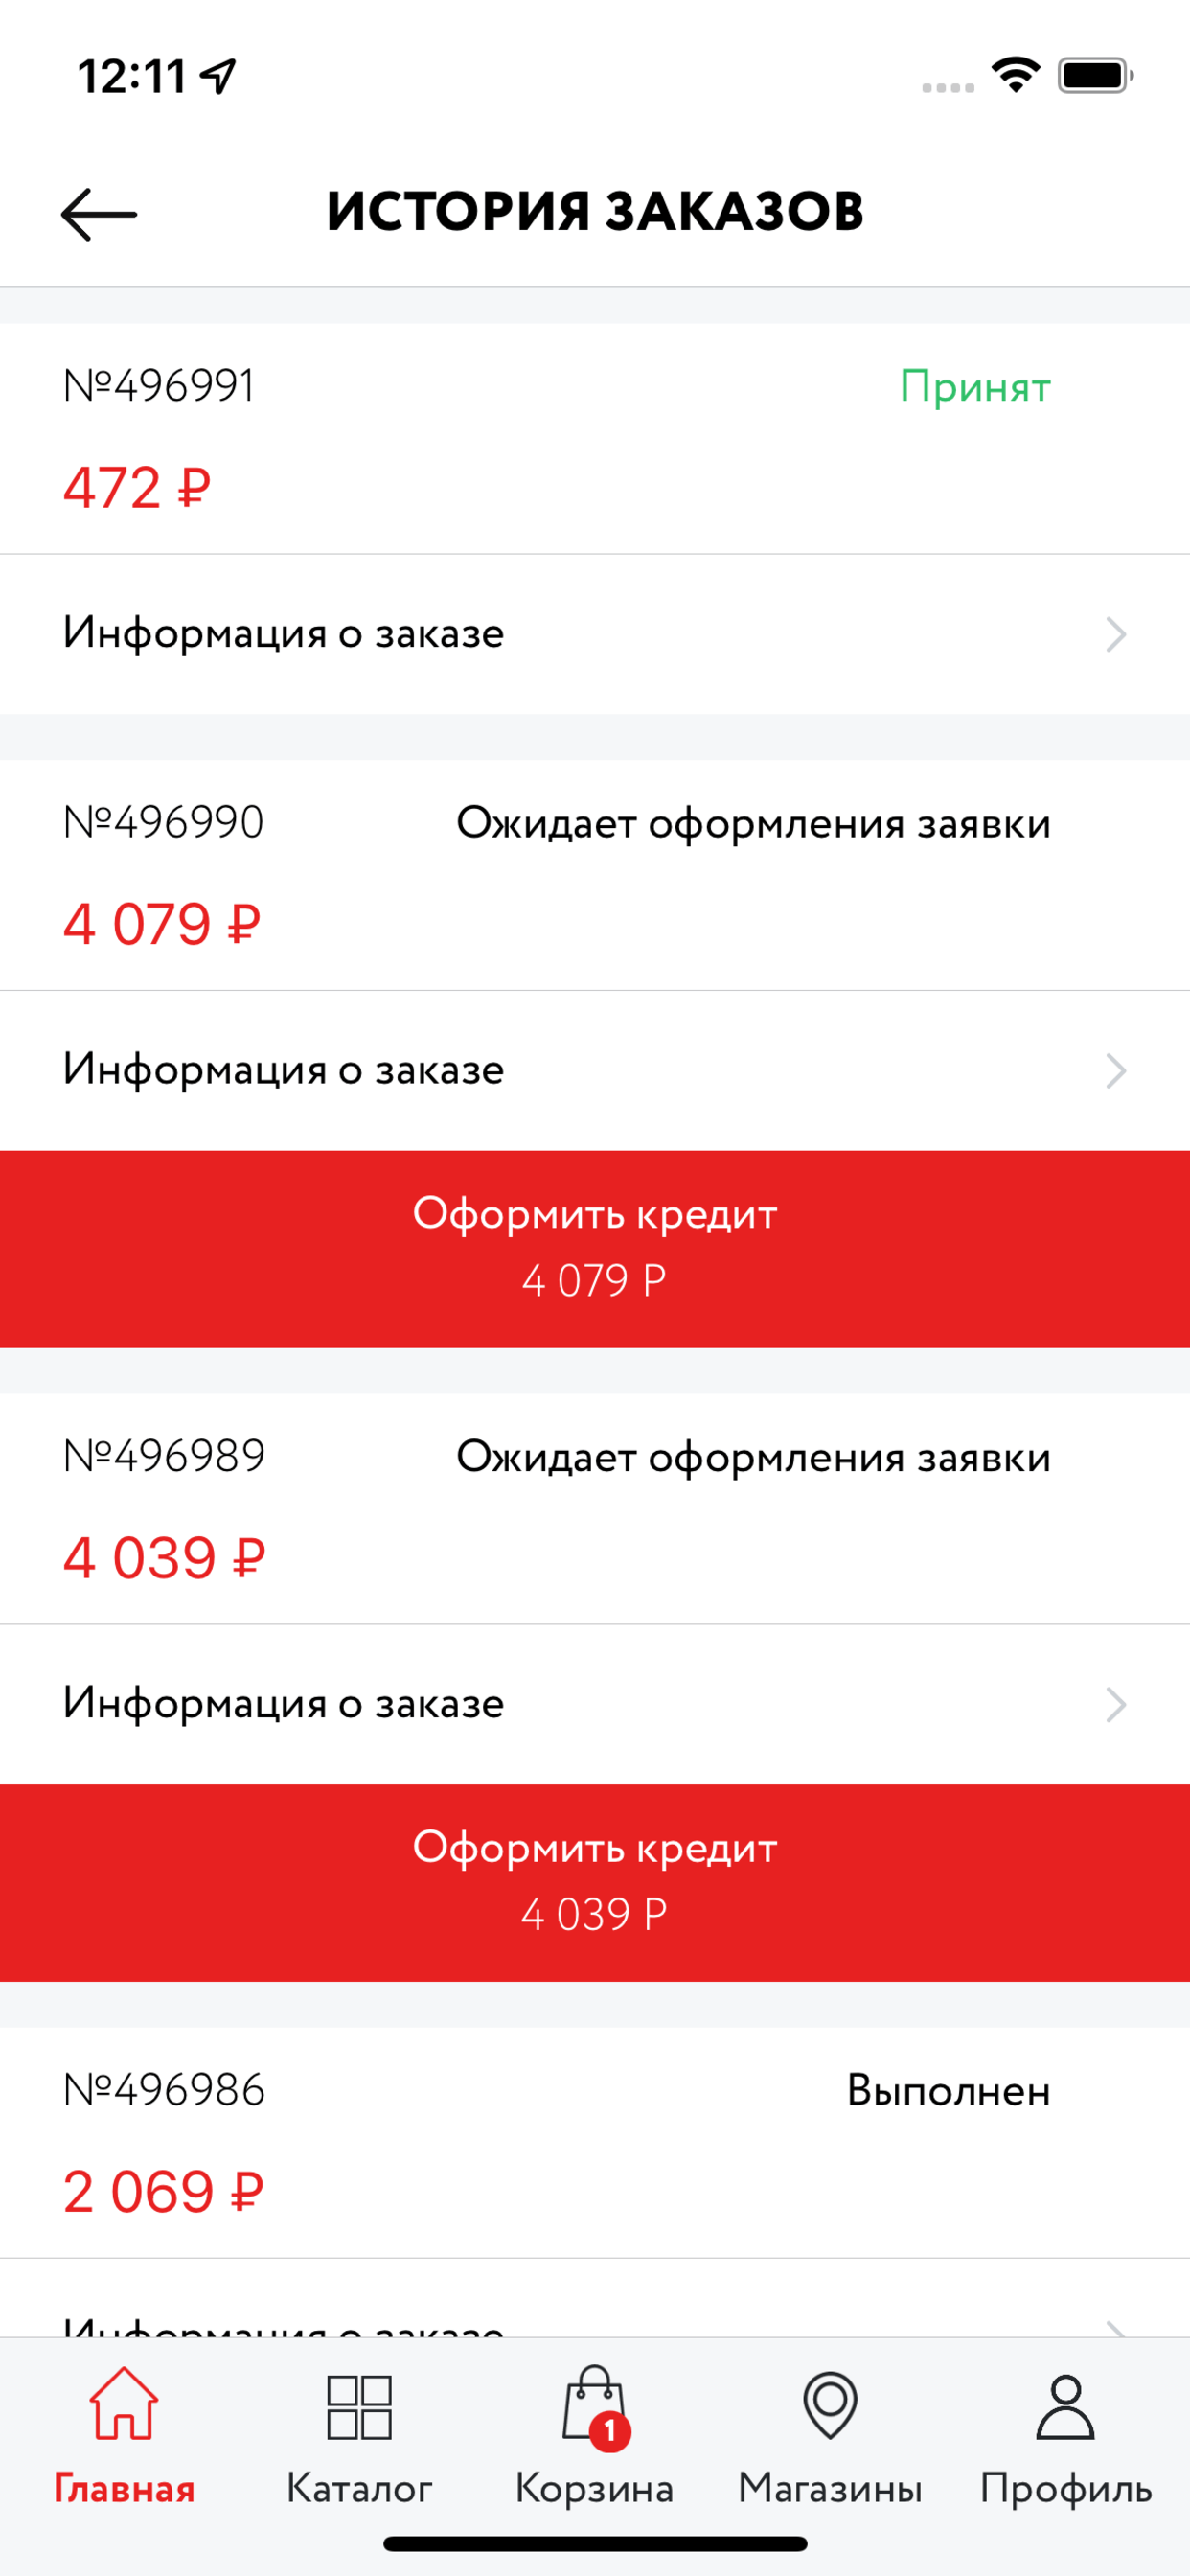 12:11
ИСТОРИЯ ЗАКАЗОВ
№496991
Принят
472 ₽
Информация о заказе
№496990
Ожидает оформления заявки
4 079 ₽
Информация о заказе
Оформить кредит
4 079 Р
№496989
Ожидает оформления заявки
4 039 ₽
Информация о заказе
Оформить кредит
4 039 Р
№496986
Выполнен
2 069 ₽
Информация о заказе
1
Главная
Каталог
Корзина
Магазины
Профиль